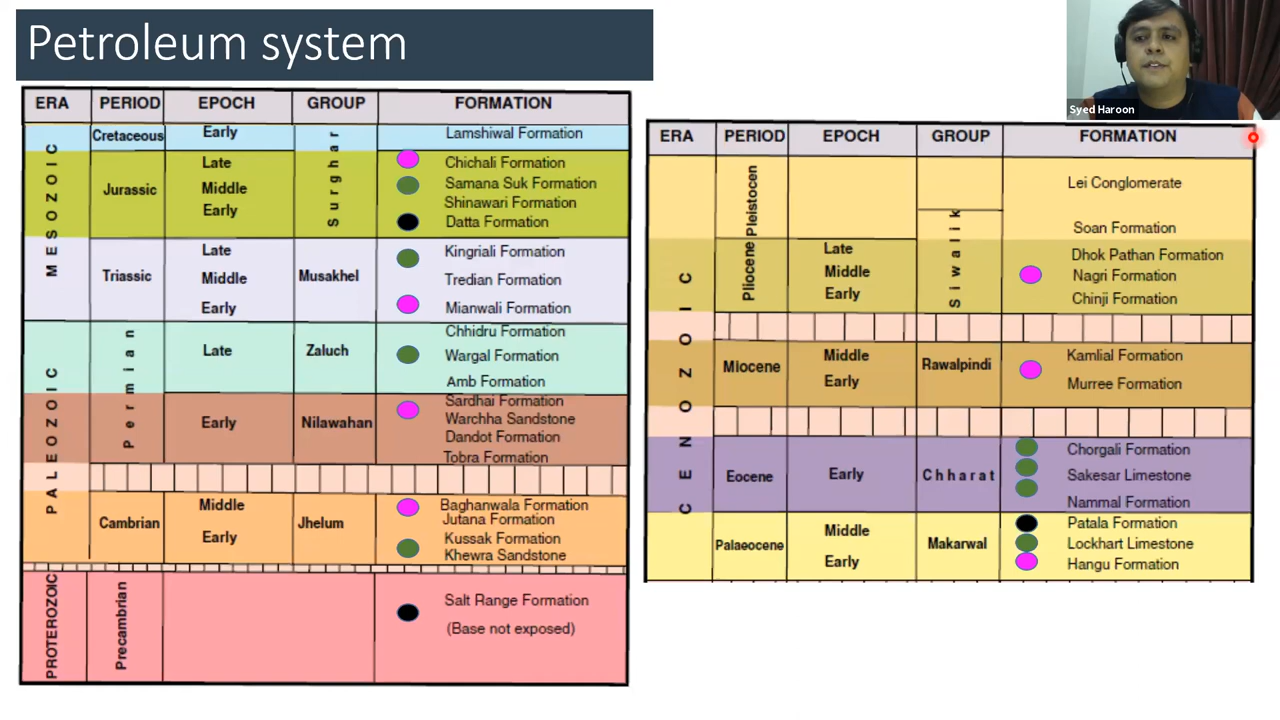 Petroleum system
Syed Haroon
ERA PERIOD EPOCH GROUP FORMATION
MESOZOIC
Cretaceous Early Surghar Lamshiwal Formation
Jurassic
Late Chichali Formation
Middle Samana Suk Formation
Shinawari Formation
Early Datta Formation
Triassic Musakhel
Late Kingriali Formation
Middle Tredian Formation
Early Mianwali Formation
PALEOZOIC
Permian
Late Zaluch
Chhidru Formation
Wargal Formation
Amb Formation
Early Nilawahan
Sardhai Formation
Warchha Sandstone
Dandot Formation
Tobra Formation
Cambrian Jhelum
Middle Baghanwala Formation
Jutana Formation
Early Kussak Formation
Khewra Sandstone
PROTEROZOIC Precambrian
Salt Range Formation
(Base not exposed)
ERA PERIOD EPOCH GROUP FORMATION
CENOZOIC
Pleistocen
Lei Conglomerate
Siwalik
Soan Formation
Pliocene
Late Dhok Pathan Formation
Middle Nagri Formation
Early Chinji Formation
Miocene Rawalpindi
Middle Kamlial Formation
Early Murree Formation
Eocene Early Chharat
Chorgali Formation
Sakesar Limestone
Nammal Formation
Palaeocene Makarwal
Patala Formation
Middle Lockhart Limestone
Early Hangu Formation